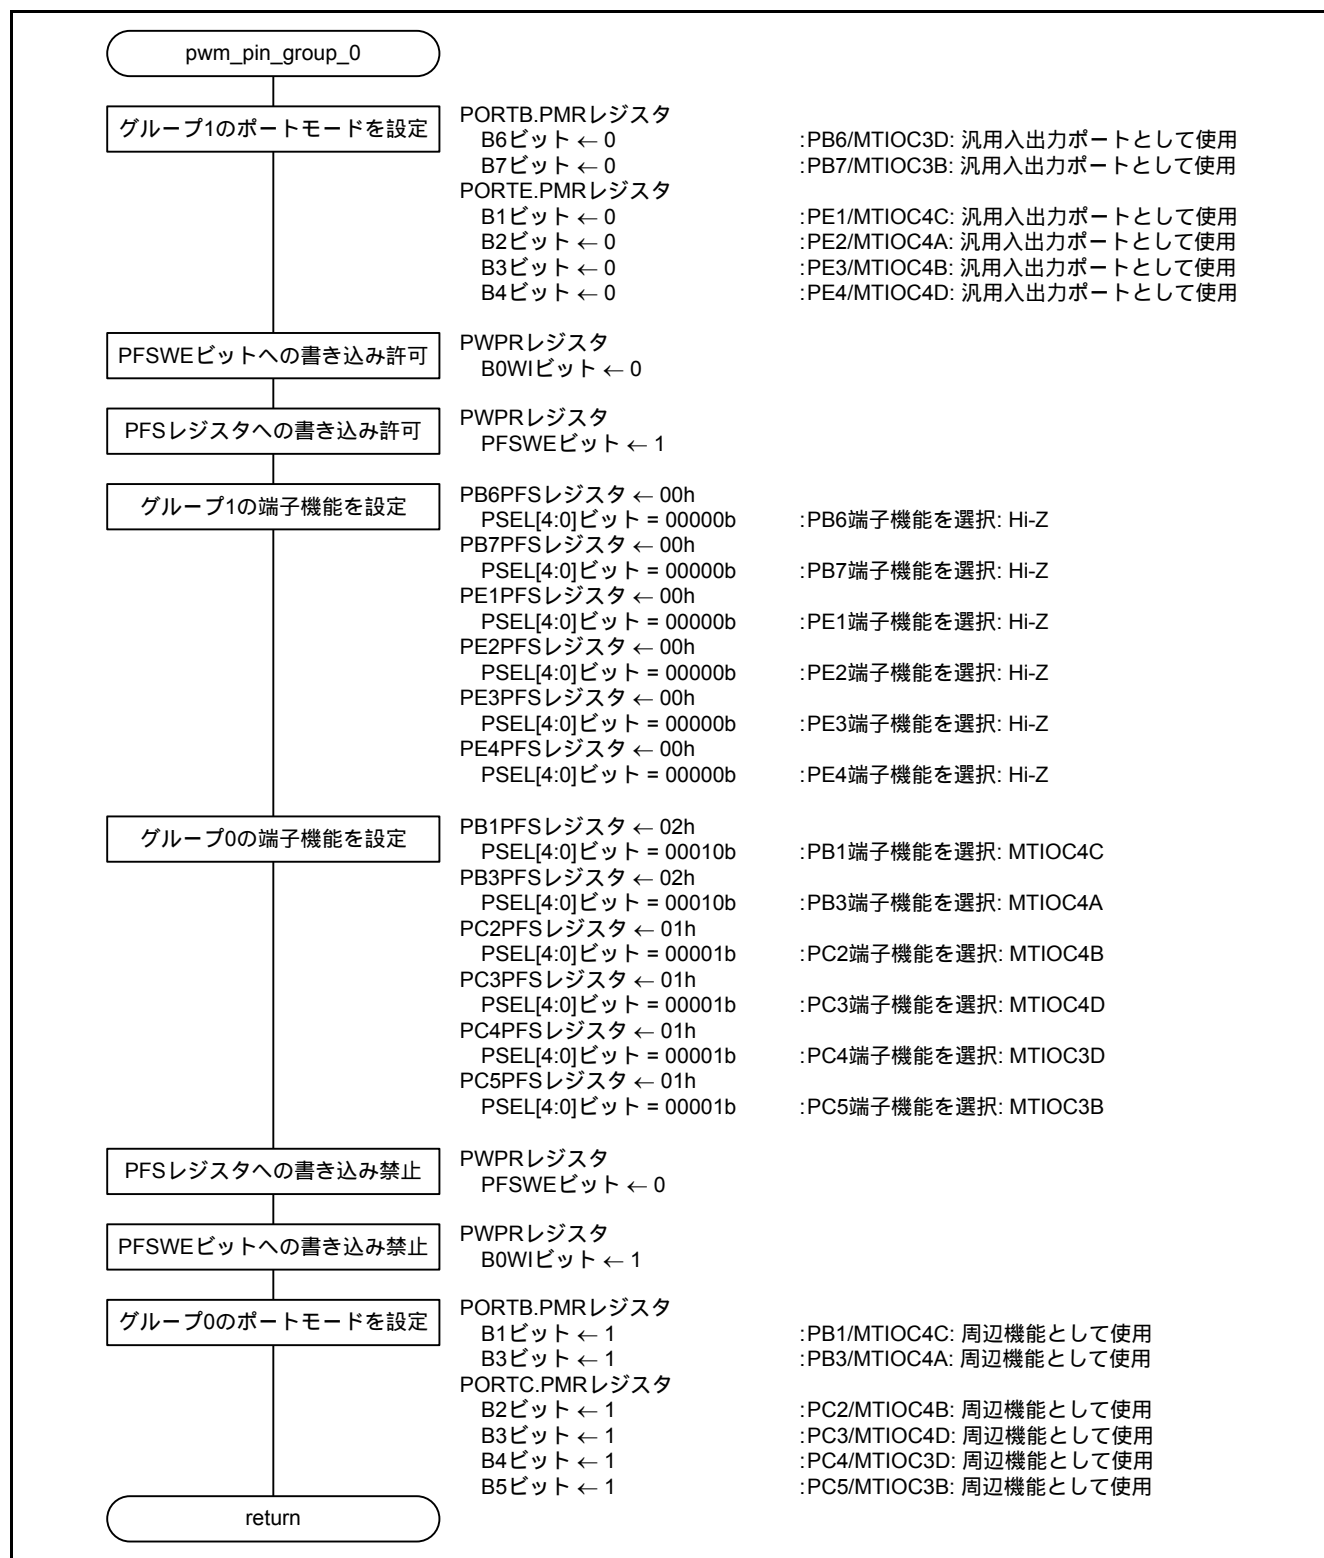 pwm_pin_group_0
グループ1のポートモードを設定
PORTB.PMRレジスタ
B6ビット ← 0 :PB6/MTIOC3D: 汎用入出力ポートとして使用
B7ビット ← 0 :PB7/MTIOC3B: 汎用入出力ポートとして使用
PORTE.PMRレジスタ
B1ビット ← 0 :PE1/MTIOC4C: 汎用入出力ポートとして使用
B2ビット ← 0 :PE2/MTIOC4A: 汎用入出力ポートとして使用
B3ビット ← 0 :PE3/MTIOC4B: 汎用入出力ポートとして使用
B4ビット ← 0 :PE4/MTIOC4D: 汎用入出力ポートとして使用
PFSWEビットへの書き込み許可
PWPRレジスタ
B0WIビット ← 0
PFSレジスタへの書き込み許可
PWPRレジスタ
PFSWEビット ← 1
グループ1の端子機能を設定
PB6PFSレジスタ ← 00h
PSEL[4:0]ビット = 00000b :PB6端子機能を選択: Hi-Z
PB7PFSレジスタ ← 00h
PSEL[4:0]ビット = 00000b :PB7端子機能を選択: Hi-Z
PE1PFSレジスタ ← 00h
PSEL[4:0]ビット = 00000b :PE1端子機能を選択: Hi-Z
PE2PFSレジスタ ← 00h
PSEL[4:0]ビット = 00000b :PE2端子機能を選択: Hi-Z
PE3PFSレジスタ ← 00h
PSEL[4:0]ビット = 00000b :PE3端子機能を選択: Hi-Z
PE4PFSレジスタ ← 00h
PSEL[4:0]ビット = 00000b :PE4端子機能を選択: Hi-Z
グループ0の端子機能を設定
PB1PFSレジスタ ← 02h
PSEL[4:0]ビット = 00010b :PB1端子機能を選択: MTIOC4C
PB3PFSレジスタ ← 02h
PSEL[4:0]ビット = 00010b :PB3端子機能を選択: MTIOC4A
PC2PFSレジスタ ← 01h
PSEL[4:0]ビット = 00001b :PC2端子機能を選択: MTIOC4B
PC3PFSレジスタ ← 01h
PSEL[4:0]ビット = 00001b :PC3端子機能を選択: MTIOC4D
PC4PFSレジスタ ← 01h
PSEL[4:0]ビット = 00001b :PC4端子機能を選択: MTIOC3D
PC5PFSレジスタ ← 01h
PSEL[4:0]ビット = 00001b :PC5端子機能を選択: MTIOC3B
PFSレジスタへの書き込み禁止
PWPRレジスタ
PFSWEビット ← 0
PFSWEビットへの書き込み禁止
PWPRレジスタ
B0WIビット ← 1
グループ0のポートモードを設定
PORTB.PMRレジスタ
B1ビット ← 1 :PB1/MTIOC4C: 周辺機能として使用
B3ビット ← 1 :PB3/MTIOC4A: 周辺機能として使用
PORTC.PMRレジスタ
B2ビット ← 1 :PC2/MTIOC4B: 周辺機能として使用
B3ビット ← 1 :PC3/MTIOC4D: 周辺機能として使用
B4ビット ← 1 :PC4/MTIOC3D: 周辺機能として使用
B5ビット ← 1 :PC5/MTIOC3B: 周辺機能として使用
return